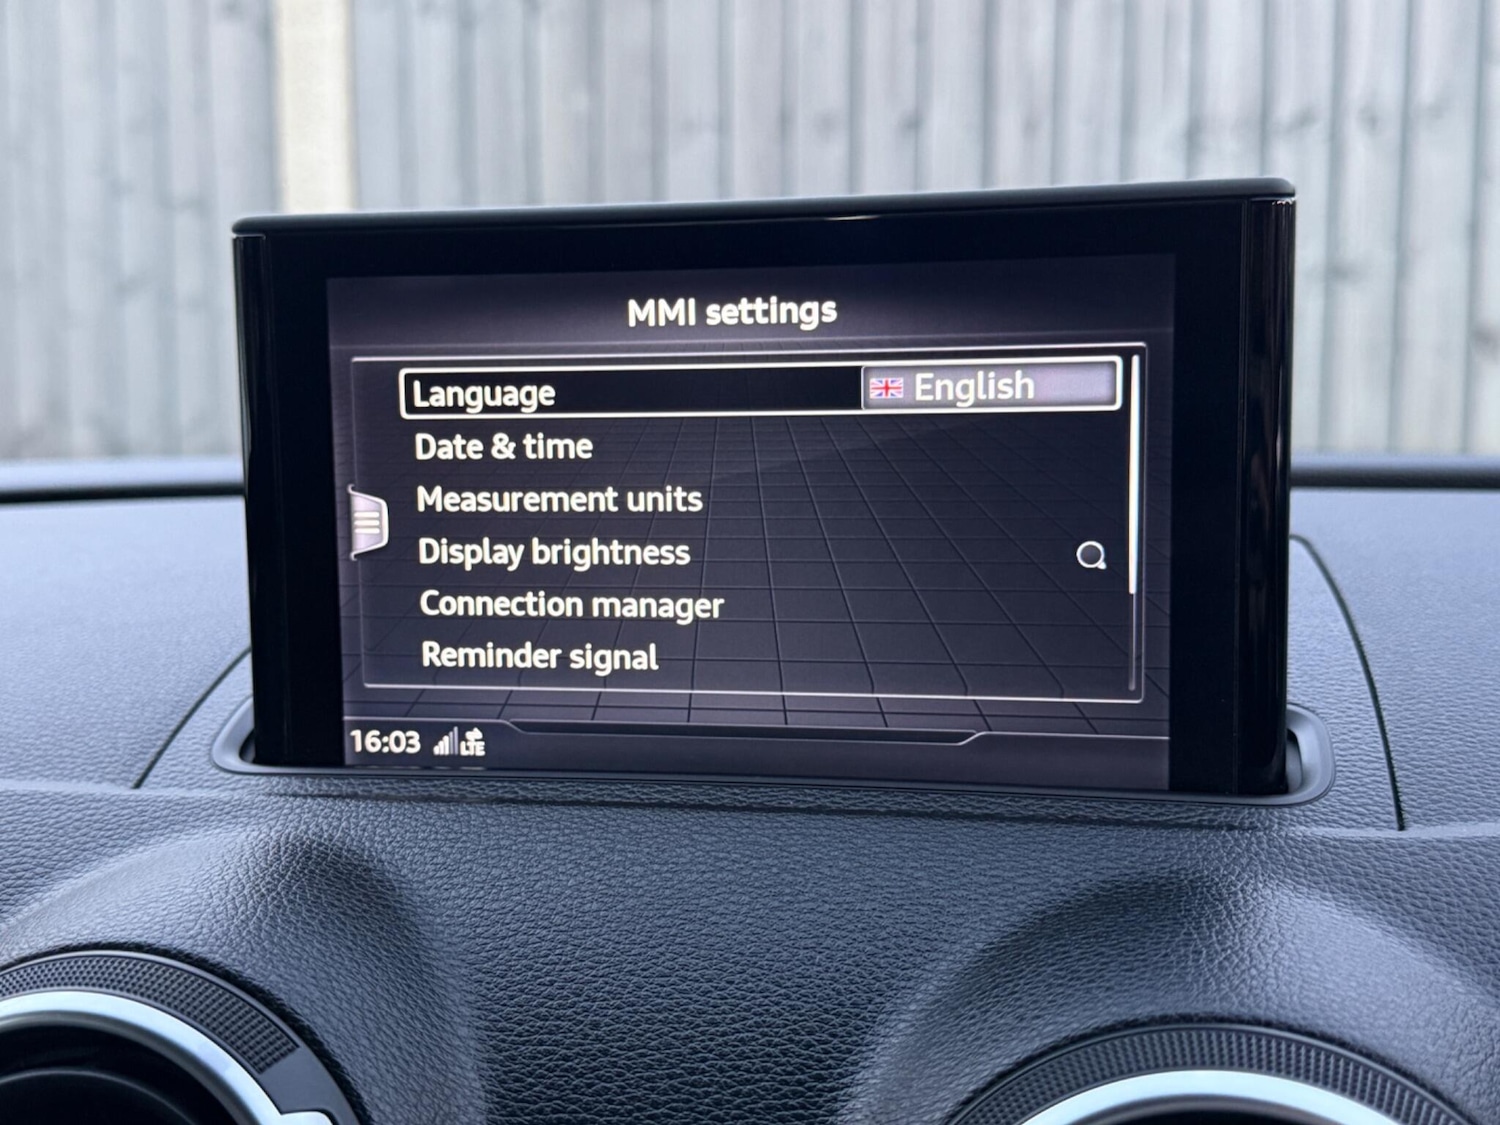 MMI settings
Language English
Date & time
Measurement units
Display brightness
Connection manager
Reminder signal
16:03 LTE